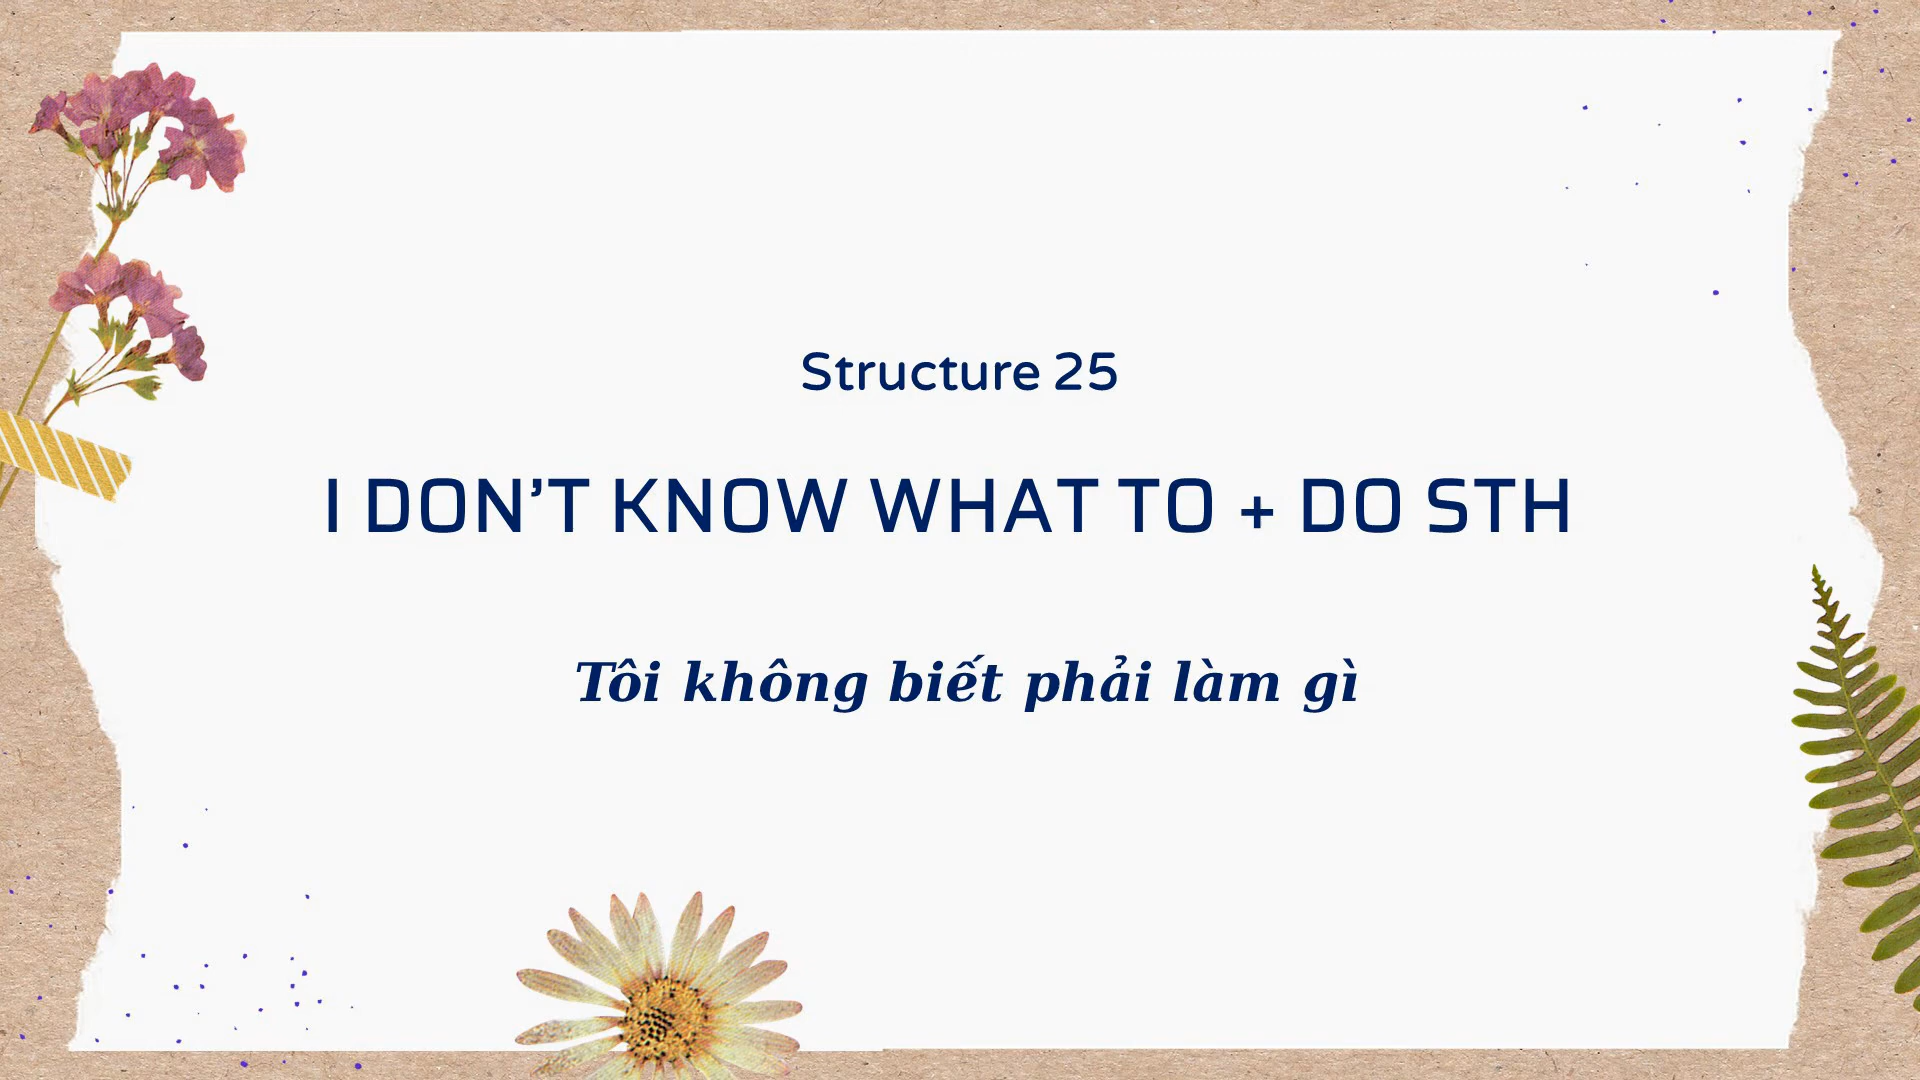 Structure 25
I DON’T KNOW WHAT TO + DO STH
Tôi không biết phải làm gì